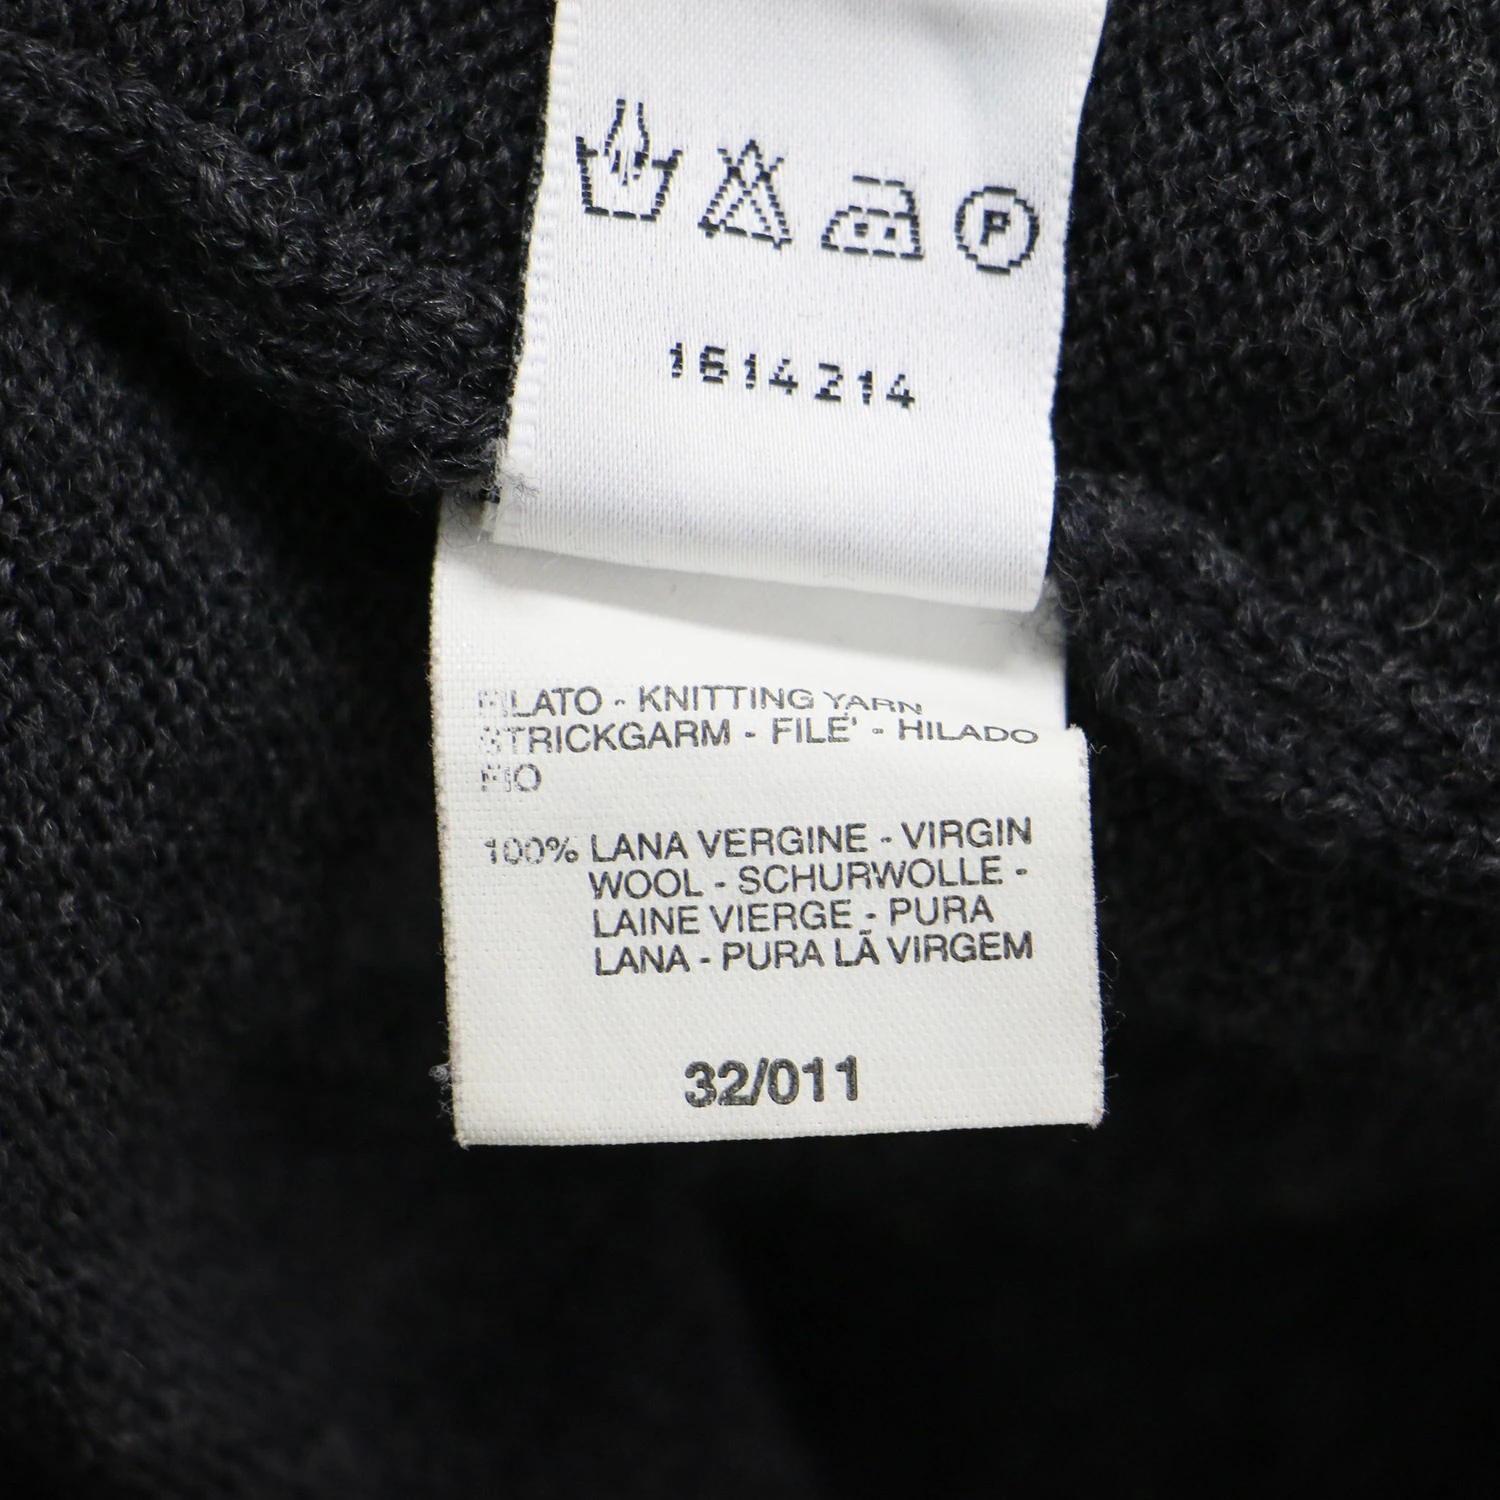 P
1614214
FILATO - KNITTING YARN
STRICKGARM - FILE' - HILADO
FIO
100% LANA VERGINE - VIRGIN
WOOL - SCHURWOLLE -
LAINE VIERGE - PURA
LANA - PURA LÃ VIRGEM
32/011